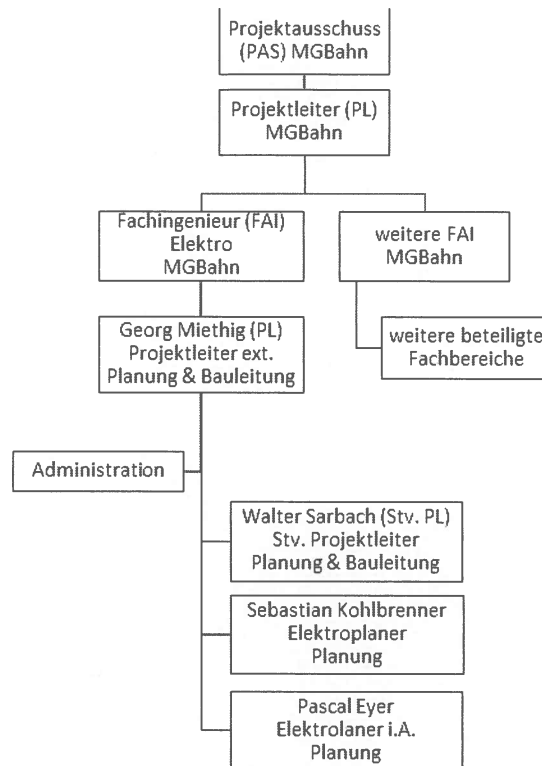 Projektausschuss
(PAS) MGBahn
Projektleiter (PL)
MGBahn
Fachingenieur (FAI)
Elektro
MGBahn
weitere FAI
MGBahn
Georg Miethig (PL)
Projektleiter ext.
Planung & Bauleitung
weitere beteiligte
Fachbereiche
Administration
Walter Sarbach (Stv. PL)
Stv. Projektleiter
Planung & Bauleitung
Sebastian Kohlbrenner
Elektroplaner
Planung
Pascal Eyer
Elektrolaner i.A.
Planung